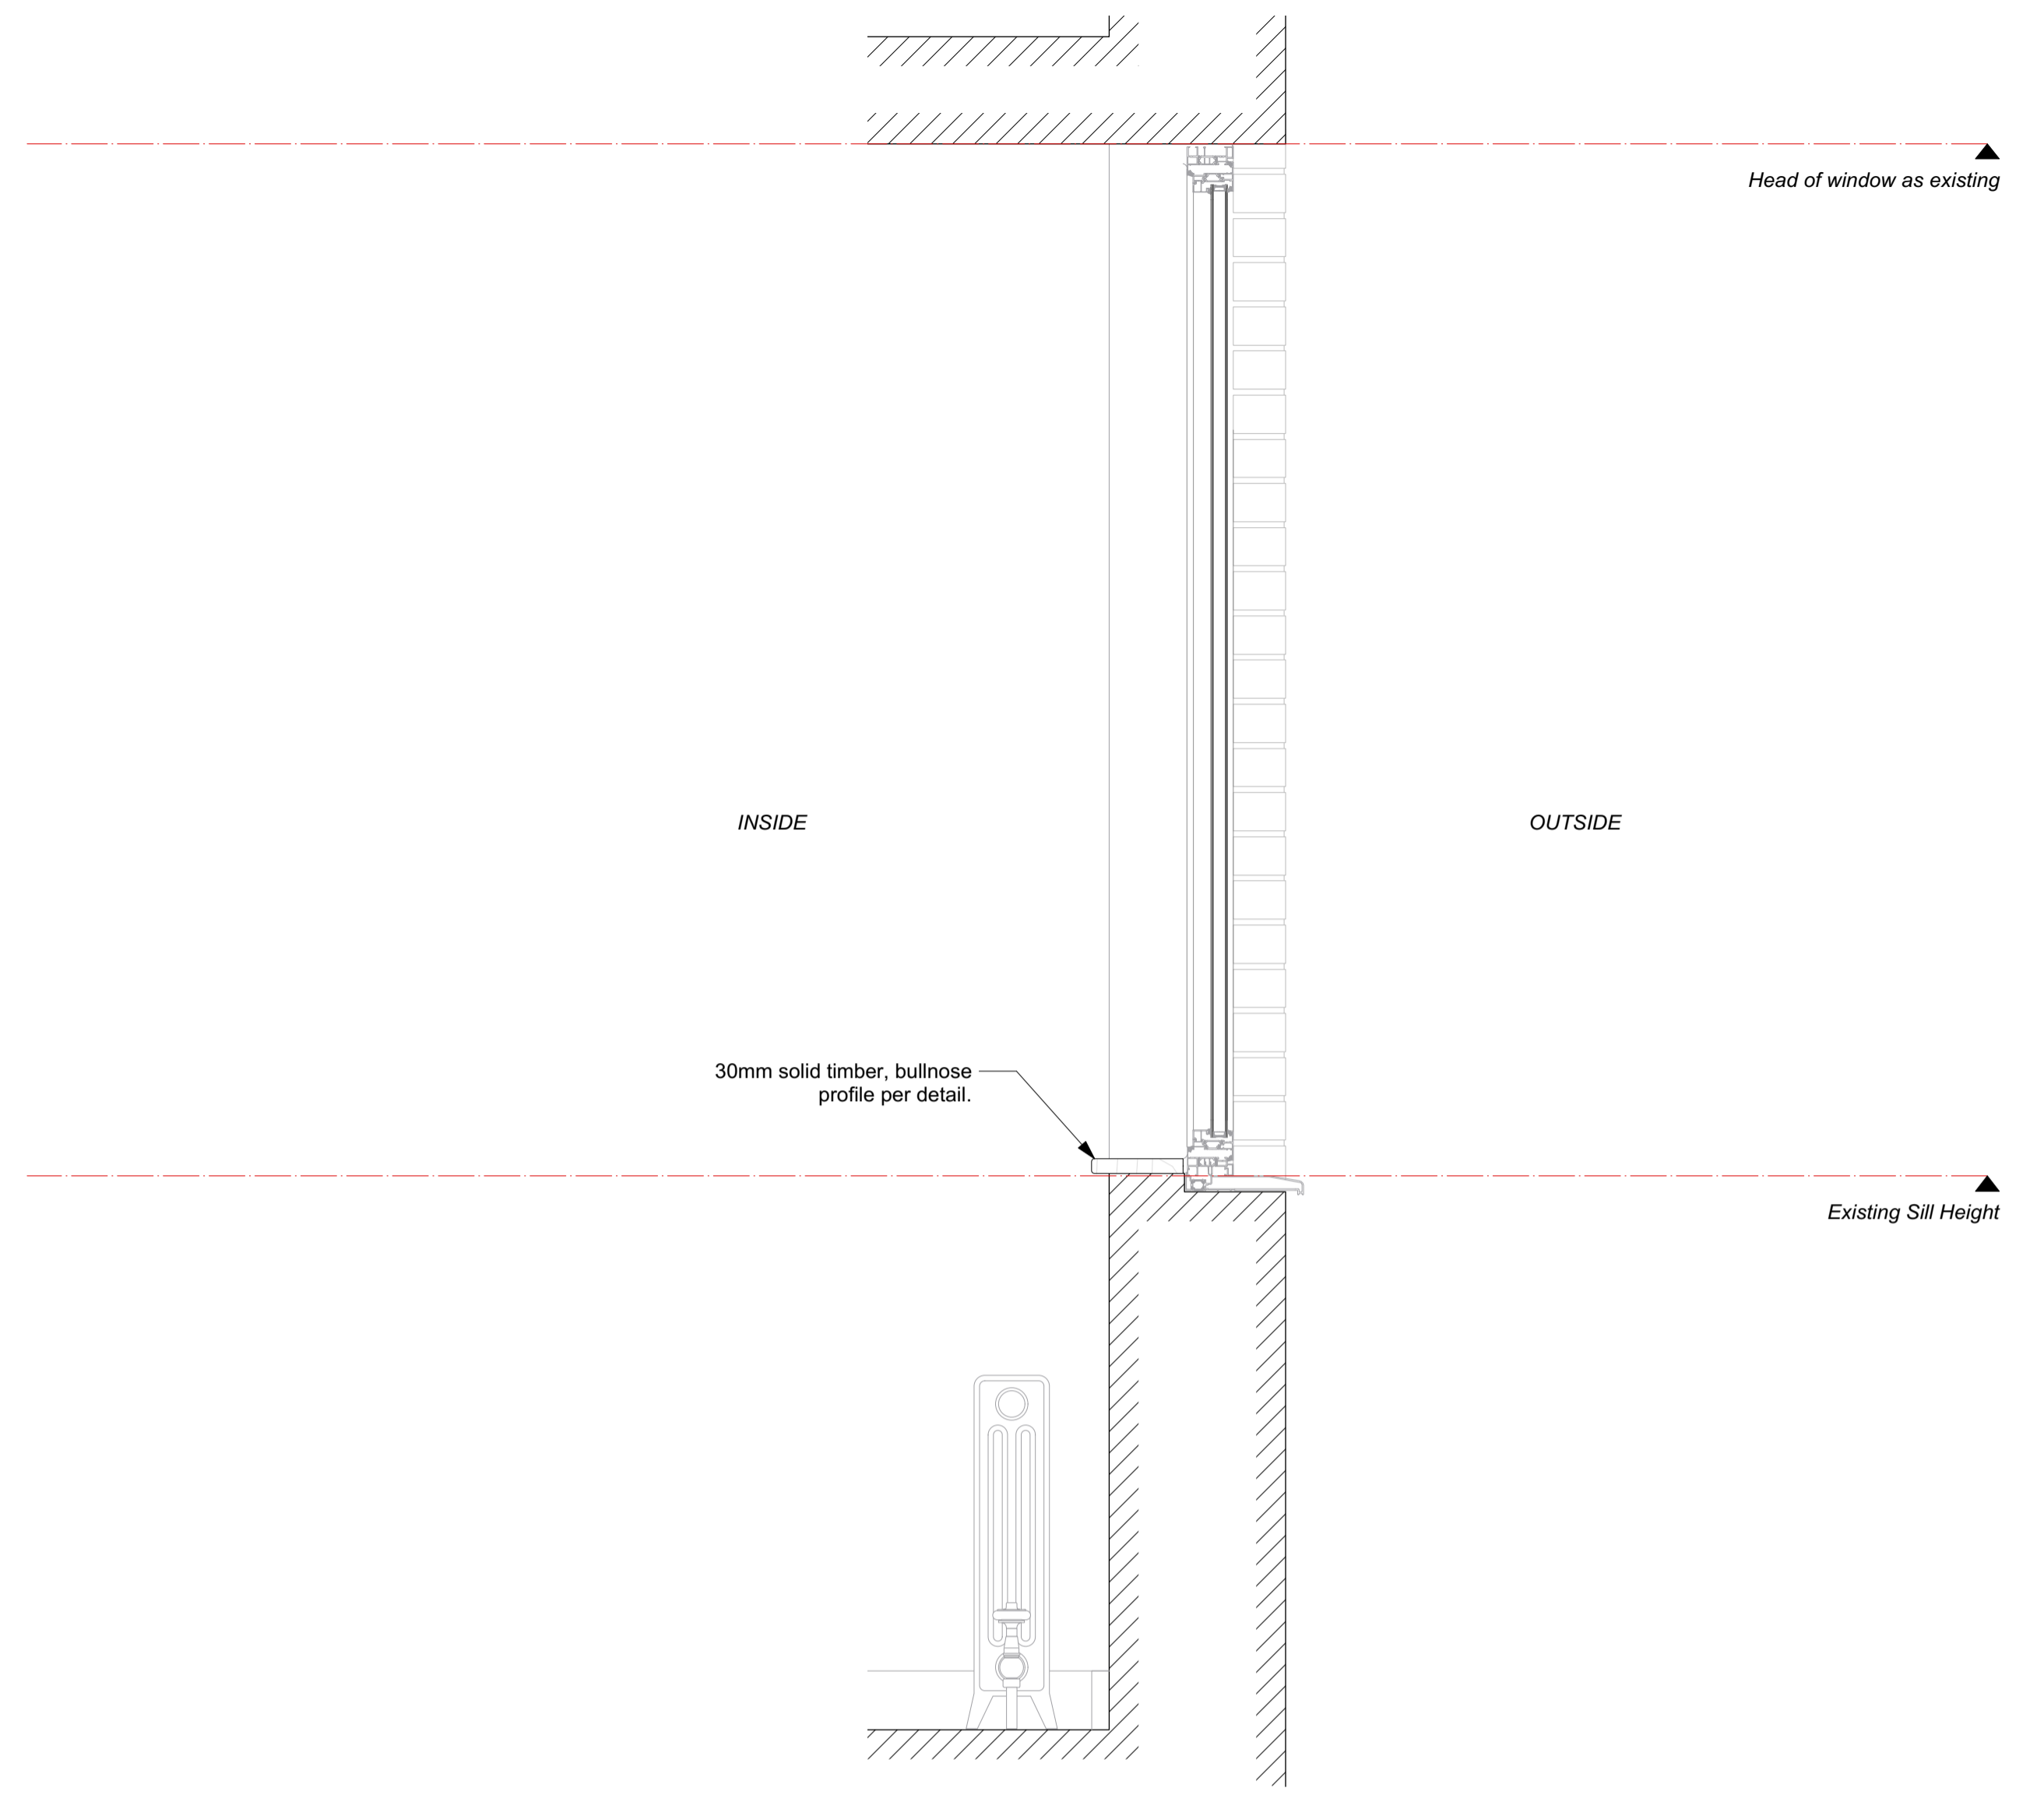 Head of window as existing
INSIDE
OUTSIDE
30mm solid timber, bullnose
profile per detail.
Existing Sill Height